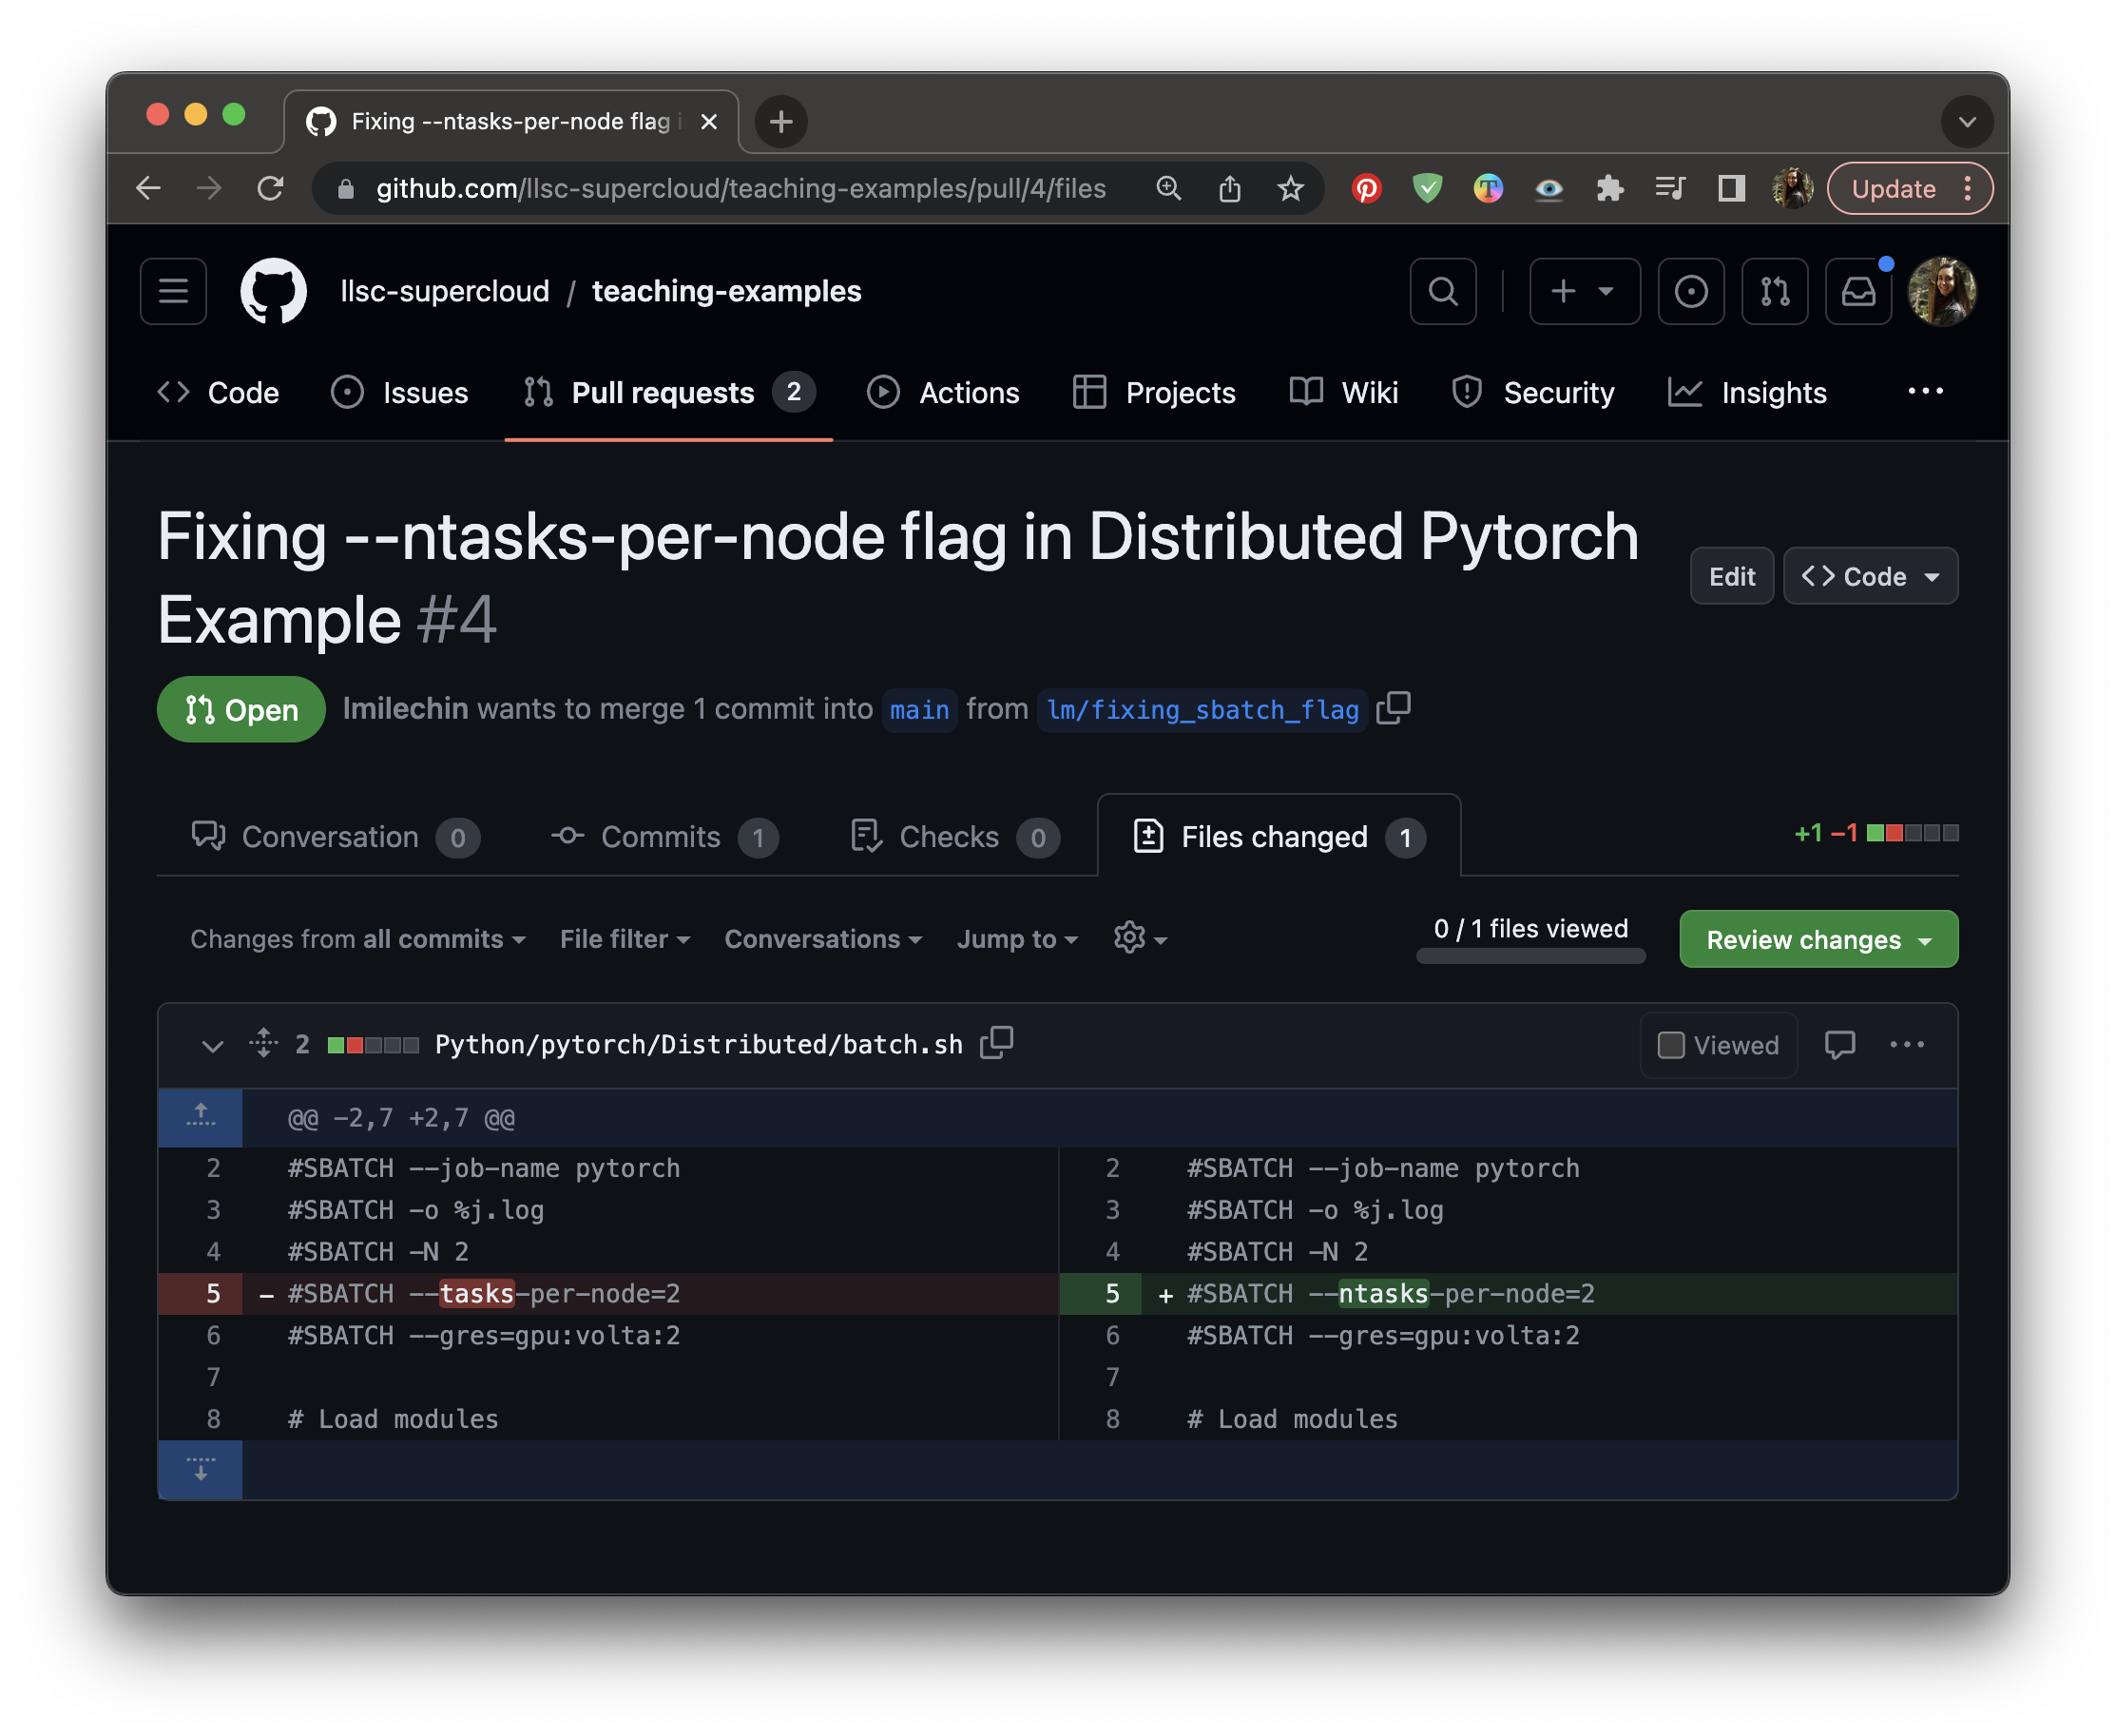 Fixing --ntasks-per-node flag
github.com/llsc-supercloud/teaching-examples/pull/4/files
Update
llsc-supercloud / teaching-examples
Code Issues Pull requests 2 Actions Projects Wiki Security Insights
Fixing --ntasks-per-node flag in Distributed Pytorch
Example #4
Edit Code
Open lmilechin wants to merge 1 commit into main from lm/fixing_sbatch_flag
Conversation 0 Commits 1 Checks 0 Files changed 1 +1 −1
Changes from all commits File filter Conversations Jump to 0 / 1 files viewed Review changes
2 Python/pytorch/Distributed/batch.sh Viewed
@@ -2,7 +2,7 @@
2 #SBATCH --job-name pytorch 2 #SBATCH --job-name pytorch
3 #SBATCH -o %j.log 3 #SBATCH -o %j.log
4 #SBATCH -N 2 4 #SBATCH -N 2
5 - #SBATCH --tasks-per-node=2 5 + #SBATCH --ntasks-per-node=2
6 #SBATCH --gres=gpu:volta:2 6 #SBATCH --gres=gpu:volta:2
7 7
8 # Load modules 8 # Load modules